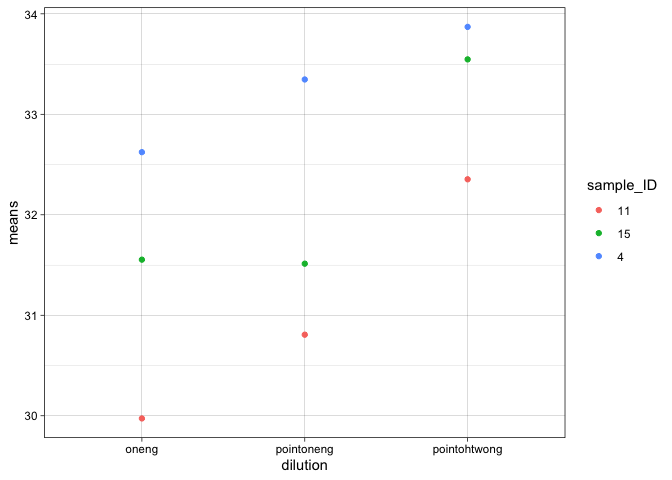 34
33
32
31
30
means
oneng
pointoneng
pointohtwong
dilution
sample_ID
11
15
4